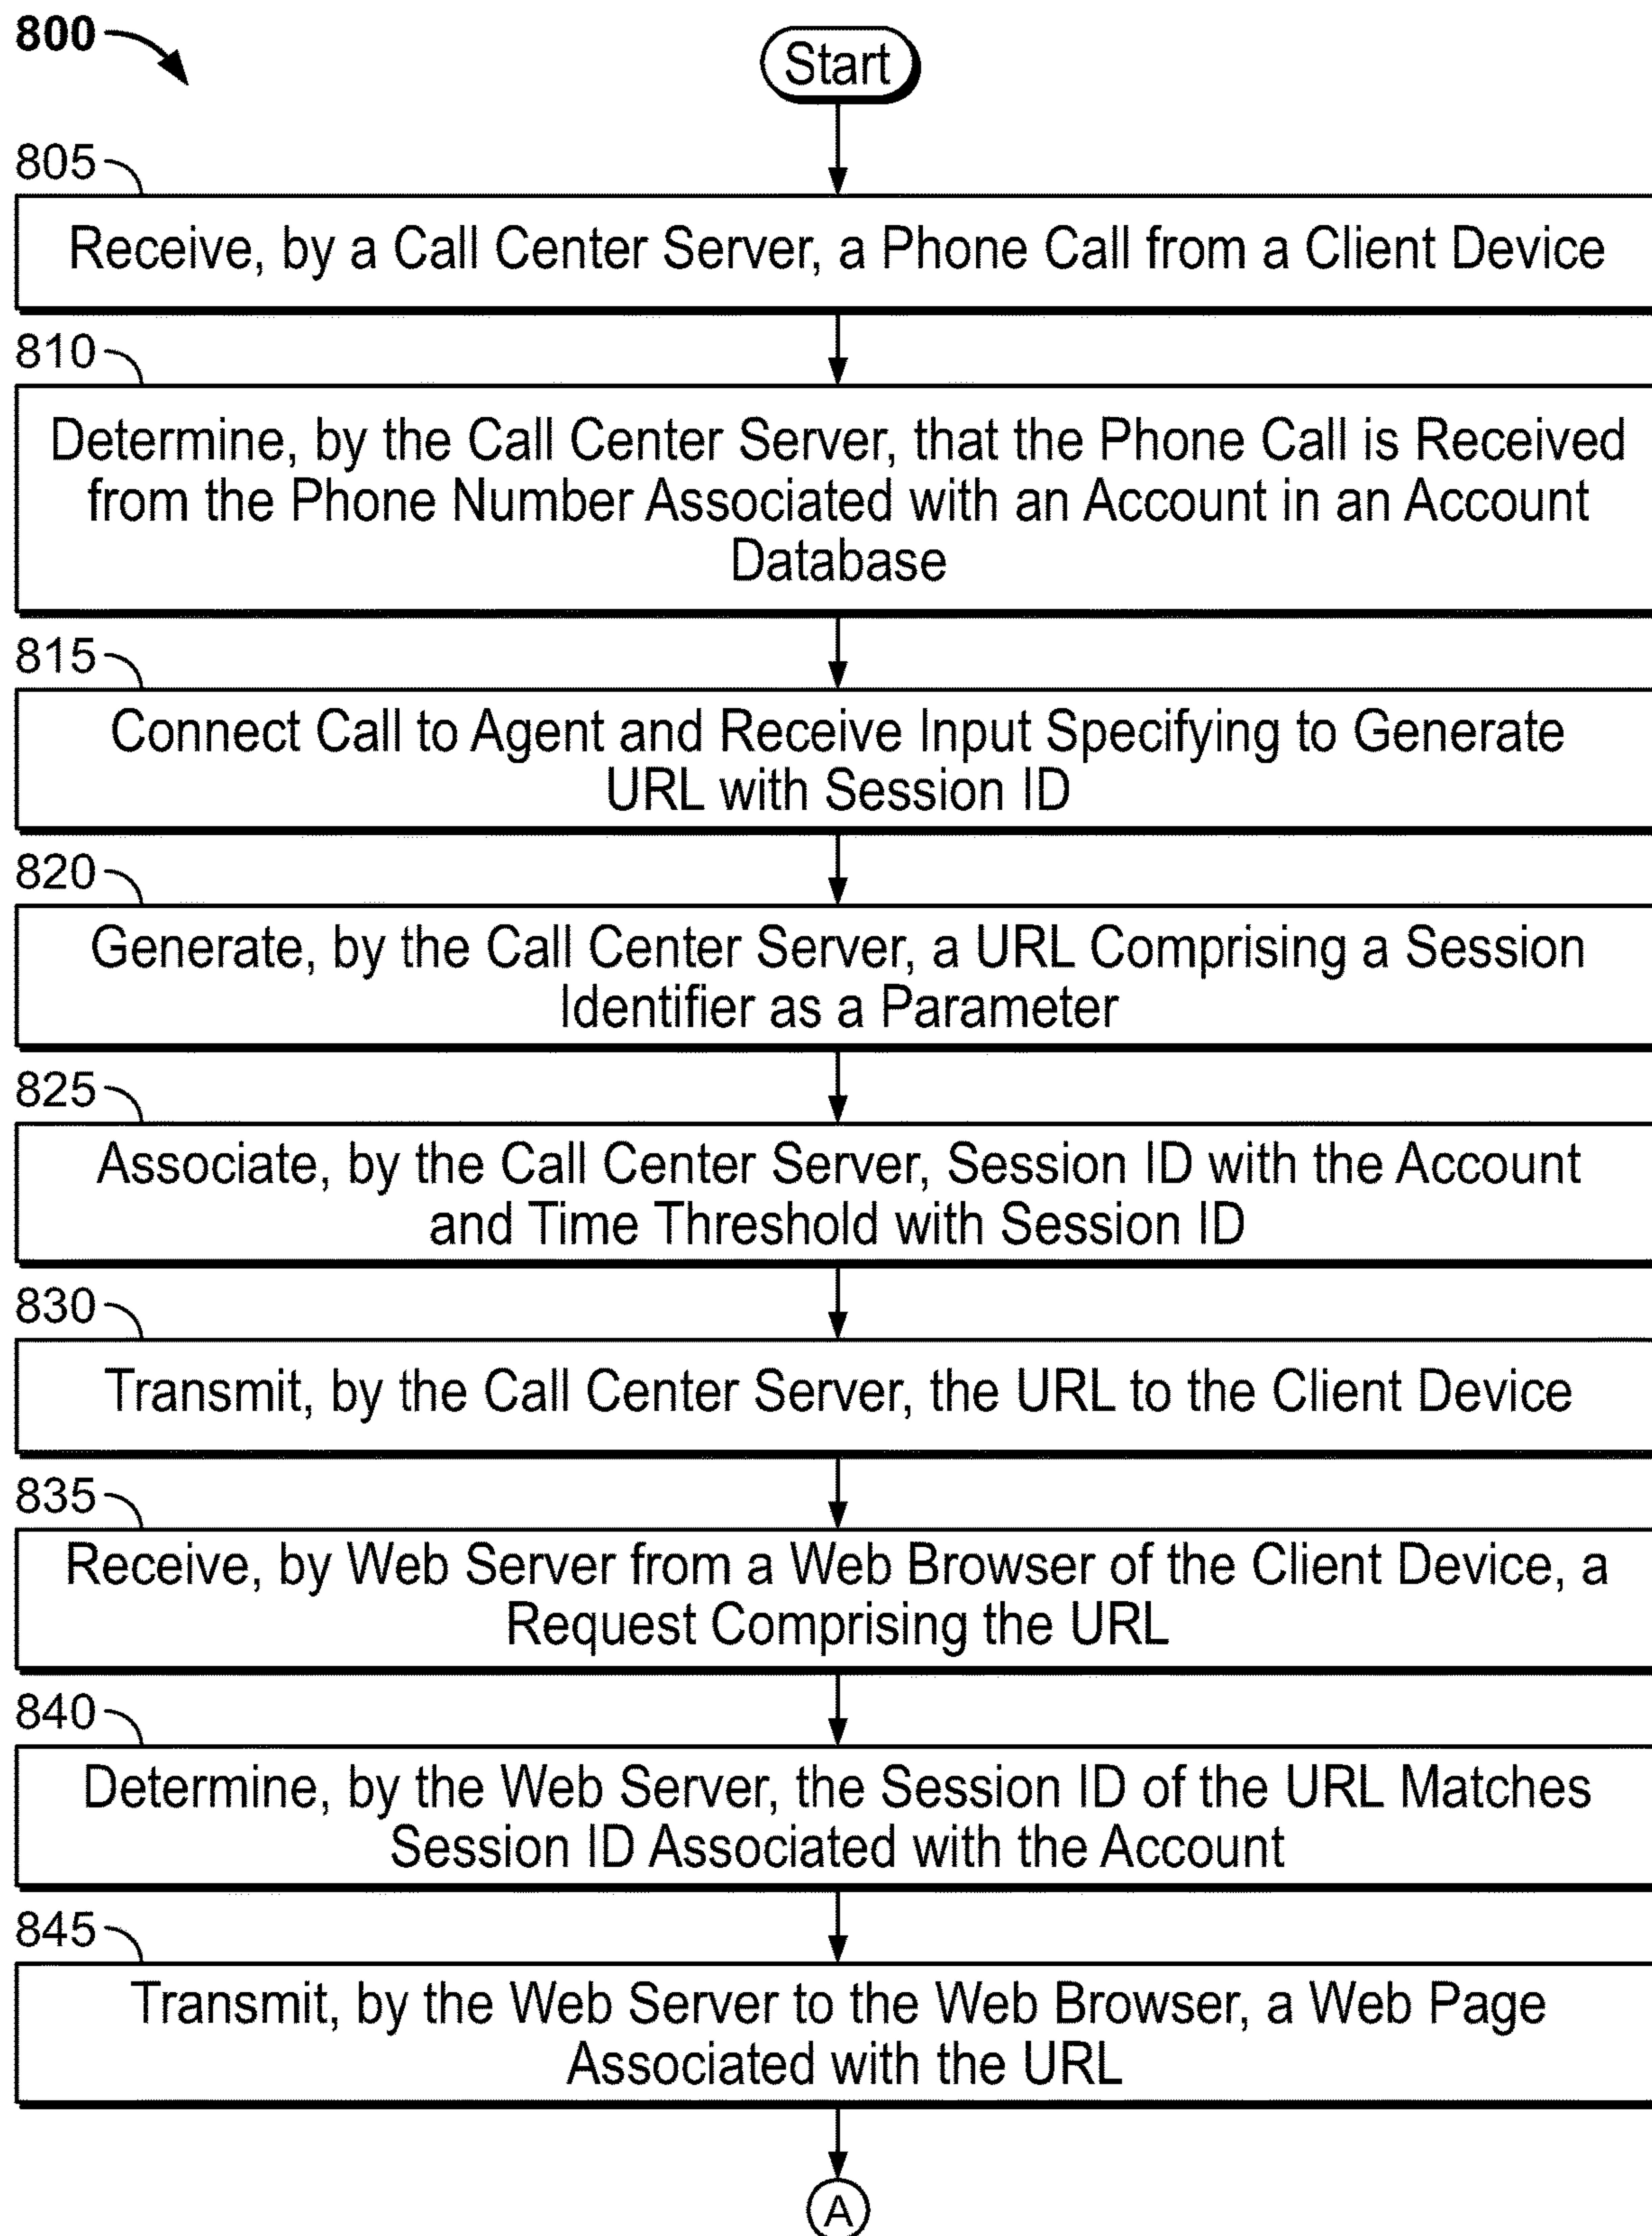 800
Start
805
Receive, by a Call Center Server, a Phone Call from a Client Device
810
Determine, by the Call Center Server, that the Phone Call is Received
from the Phone Number Associated with an Account in an Account
Database
815
Connect Call to Agent and Receive Input Specifying to Generate
URL with Session ID
820
Generate, by the Call Center Server, a URL Comprising a Session
Identifier as a Parameter
825
Associate, by the Call Center Server, Session ID with the Account
and Time Threshold with Session ID
830
Transmit, by the Call Center Server, the URL to the Client Device
835
Receive, by Web Server from a Web Browser of the Client Device, a
Request Comprising the URL
840
Determine, by the Web Server, the Session ID of the URL Matches
Session ID Associated with the Account
845
Transmit, by the Web Server to the Web Browser, a Web Page
Associated with the URL
A